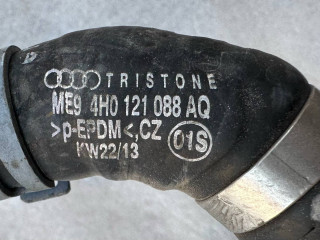 TRISTONE
ME9 4H0 121 088 AQ
>p-EPDM<,CZ 01S
KW22/13